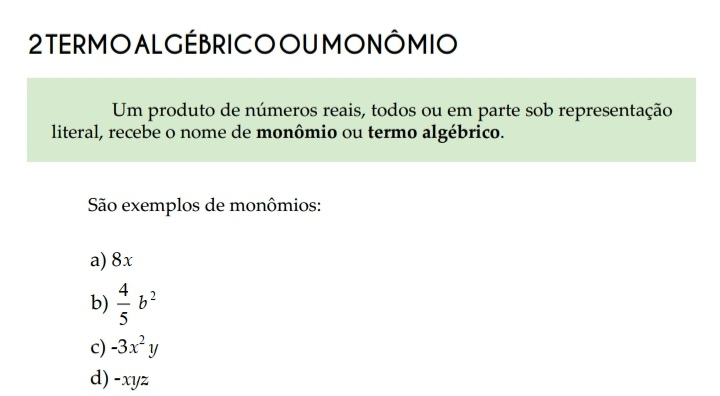 2 TERMO ALGÉBRICO OU MONÔMIO
Um produto de números reais, todos ou em parte sob representação
literal, recebe o nome de monômio ou termo algébrico.
São exemplos de monômios:
a) 8x
b) 4/5 b²
c) -3x² y
d) -xyz